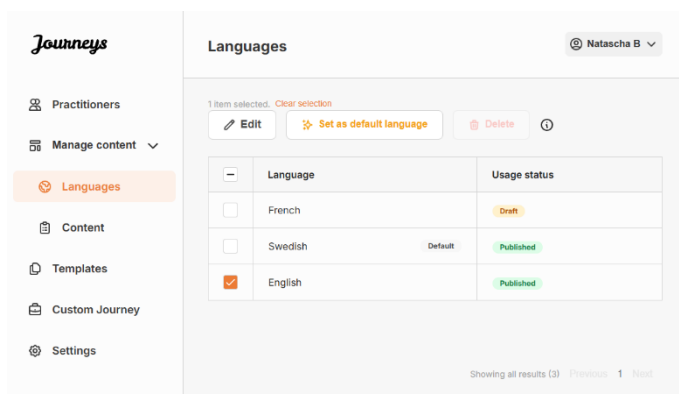 Journeys
Languages
Natascha B
Practitioners
Manage content
Languages
Content
Templates
Custom Journey
Settings
1 item selected. Clear selection
Edit
Set as default language
Delete
Language Usage status
French Draft
Swedish Default Published
English Published
Showing all results (3) Previous 1 Next